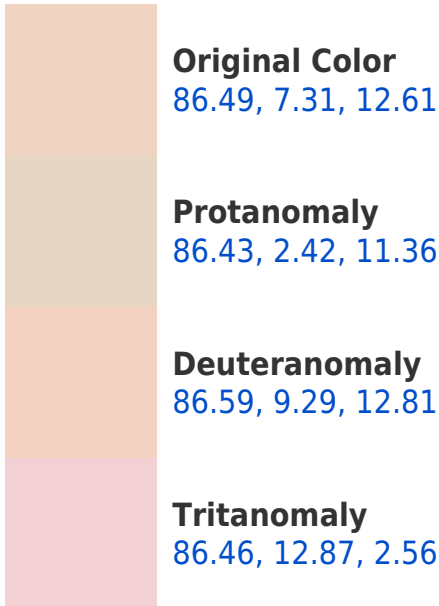 Original Color
86.49, 7.31, 12.61
Protanomaly
86.43, 2.42, 11.36
Deuteranomaly
86.59, 9.29, 12.81
Tritanomaly
86.46, 12.87, 2.56